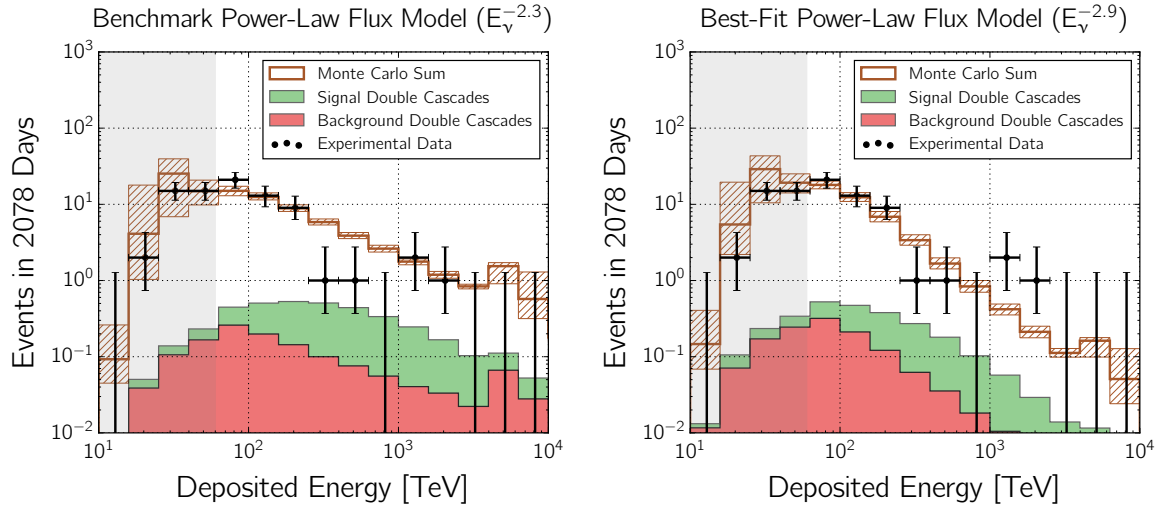 Benchmark Power-Law Flux Model (E_ν^−2.3)
10^3
10^2
10^1
10^0
10^−1
10^−2
Events in 2078 Days
Monte Carlo Sum
Signal Double Cascades
Background Double Cascades
Experimental Data
10^1 10^2 10^3 10^4
Deposited Energy [TeV]
Best-Fit Power-Law Flux Model (E_ν^−2.9)
10^3
10^2
10^1
10^0
10^−1
10^−2
Events in 2078 Days
Monte Carlo Sum
Signal Double Cascades
Background Double Cascades
Experimental Data
10^1 10^2 10^3 10^4
Deposited Energy [TeV]